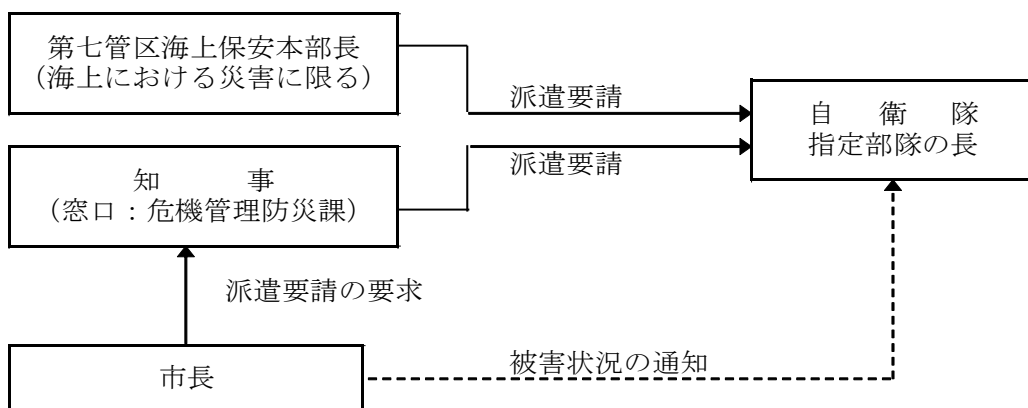 第七管区海上保安本部長
（海上における災害に限る）
派遣要請
自　衛　隊
指定部隊の長
知　　事
（窓口：危機管理防災課）
派遣要請
派遣要請の要求
市長
被害状況の通知